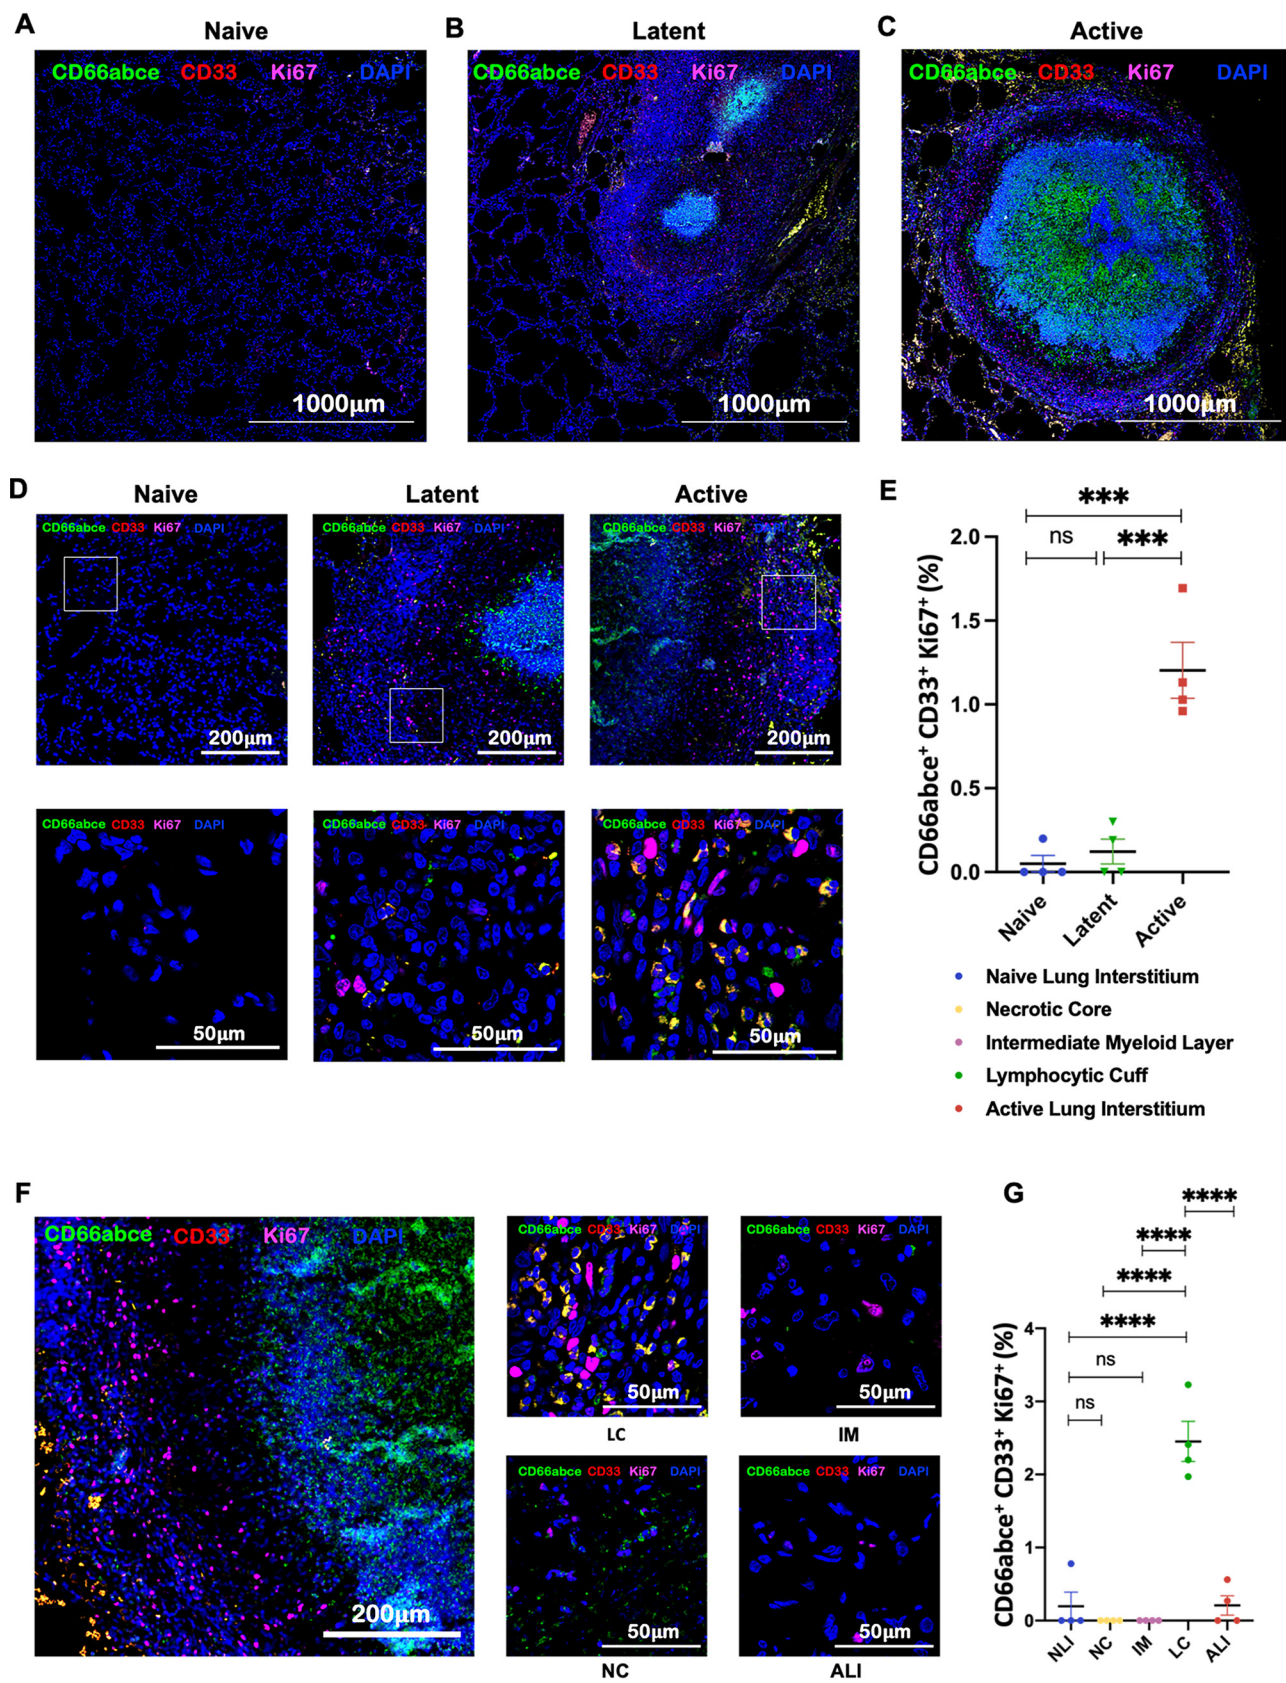 A
Naive
CD66abce CD33 Ki67 DAPI
1000µm
B
Latent
CD66abce CD33 Ki67 DAPI
1000µm
C
Active
CD66abce CD33 Ki67 DAPI
1000µm
D
Naive
CD66abce CD33 Ki67 DAPI
200µm
Latent
CD66abce CD33 Ki67 DAPI
200µm
Active
CD66abce CD33 Ki67 DAPI
200µm
CD66abce CD33 Ki67 DAPI
50µm
CD66abce CD33 Ki67 DAPI
50µm
CD66abce CD33 Ki67 DAPI
50µm
E
***
ns
***
CD66abce⁺ CD33⁺ Ki67⁺ (%)
2.0
1.5
1.0
0.5
0.0
Naive
Latent
Active
Naive Lung Interstitium
Necrotic Core
Intermediate Myeloid Layer
Lymphocytic Cuff
Active Lung Interstitium
F
CD66abce CD33 Ki67 DAPI
200µm
CD66abce CD33 Ki67 DAPI
50µm
LC
CD66abce CD33 Ki67 DAPI
50µm
IM
CD66abce CD33 Ki67 DAPI
50µm
NC
CD66abce CD33 Ki67 DAPI
50µm
ALI
G
****
****
****
****
ns
ns
CD66abce⁺ CD33⁺ Ki67⁺ (%)
4
3
2
1
0
NLI
NC
IM
LC
ALI